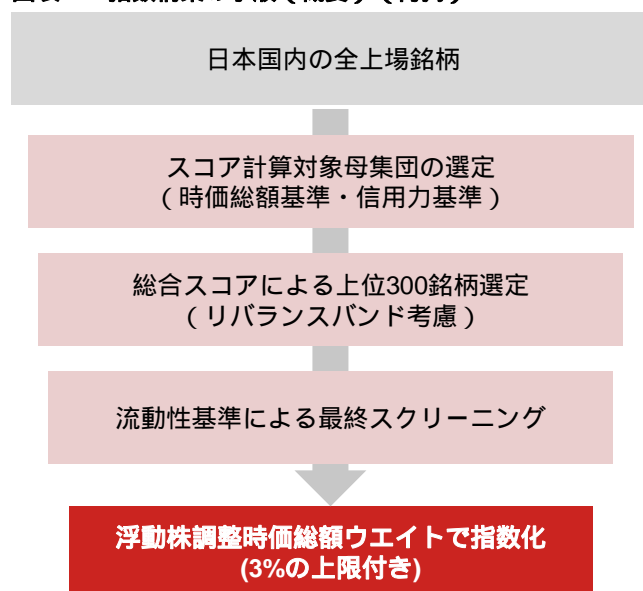 日本国内の全上場銘柄
スコア計算対象母集団の選定
(時価総額基準・信用力基準)
総合スコアによる上位300銘柄選定
(リバランスバンド考慮)
流動性基準による最終スクリーニング
浮動株調整時価総額ウエイトで指数化
(3%の上限付き)